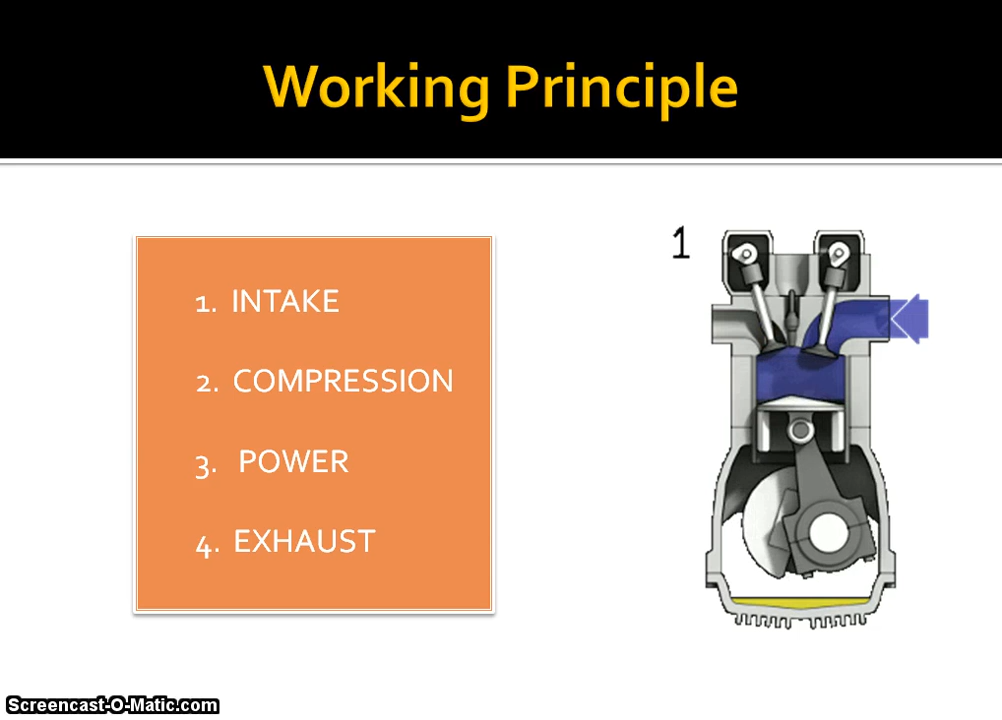 Working Principle
1. INTAKE
2. COMPRESSION
3. POWER
4. EXHAUST
1
Screencast-O-Matic.com